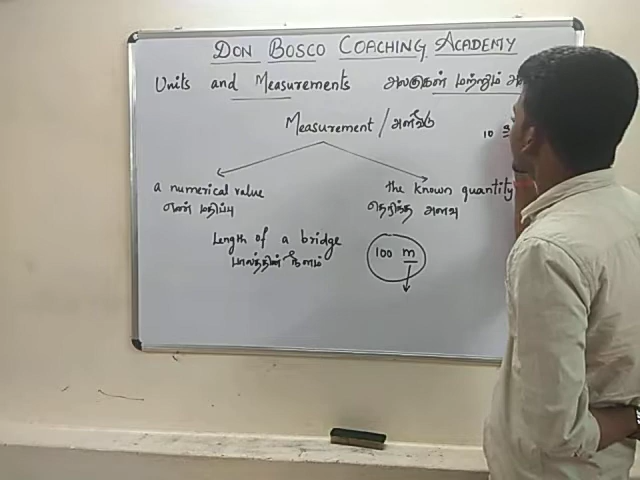 DON BOSCO COACHING ACADEMY
Units and Measurements அலகுகள் மற்றும்
Measurement / அளவீடு
10
a numerical value
எண் மதிப்பு
the known quantity
தெரிந்த அளவு
Length of a bridge
பாலத்தின் நீளம்
100 m